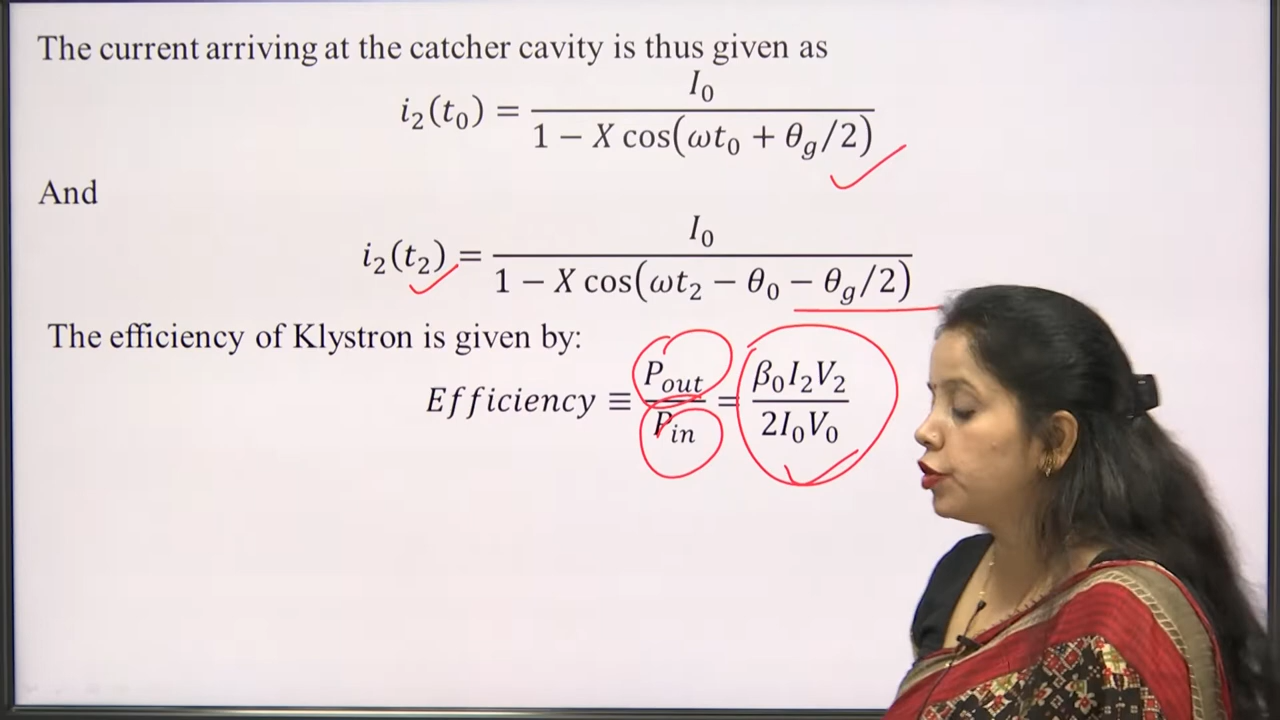 The current arriving at the catcher cavity is thus given as
i₂(t₀) = I₀ / (1 − X cos(ωt₀ + θg/2))
And
i₂(t₂) = I₀ / (1 − X cos(ωt₂ − θ₀ − θg/2))
The efficiency of Klystron is given by:
Efficiency ≡ Pout / Pin = β₀I₂V₂ / 2I₀V₀